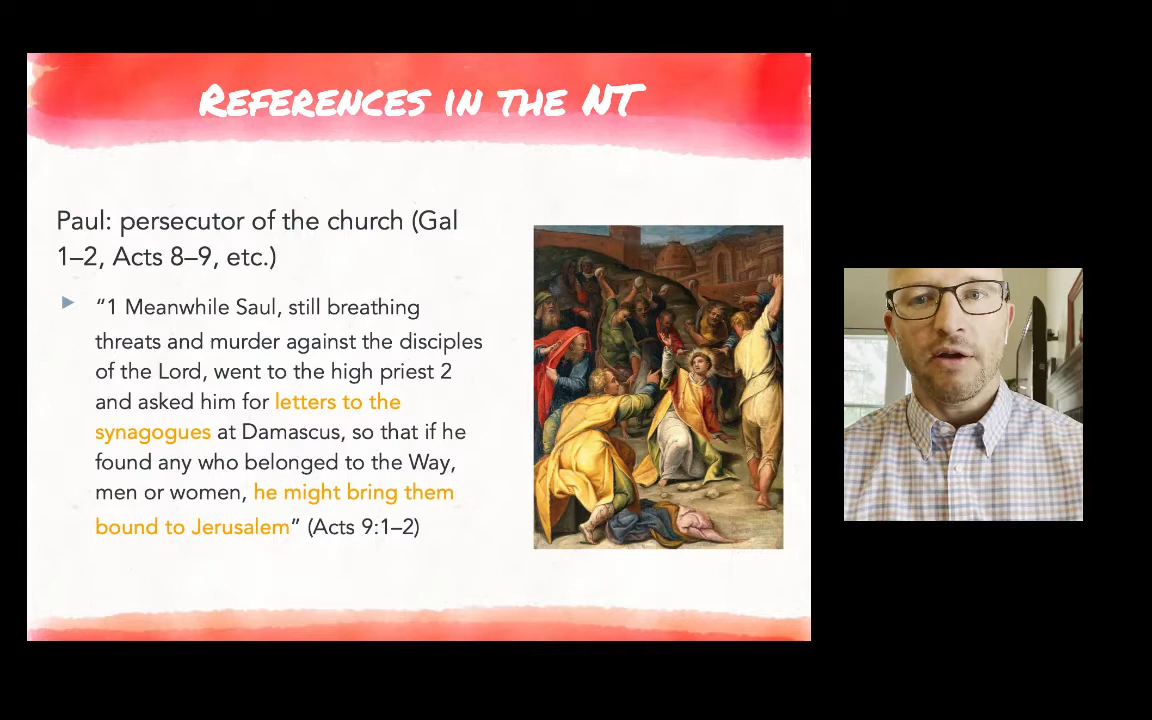 REFERENCES IN THE NT
Paul: persecutor of the church (Gal
1–2, Acts 8–9, etc.)
“1 Meanwhile Saul, still breathing
threats and murder against the disciples
of the Lord, went to the high priest 2
and asked him for letters to the
synagogues at Damascus, so that if he
found any who belonged to the Way,
men or women, he might bring them
bound to Jerusalem” (Acts 9:1–2)